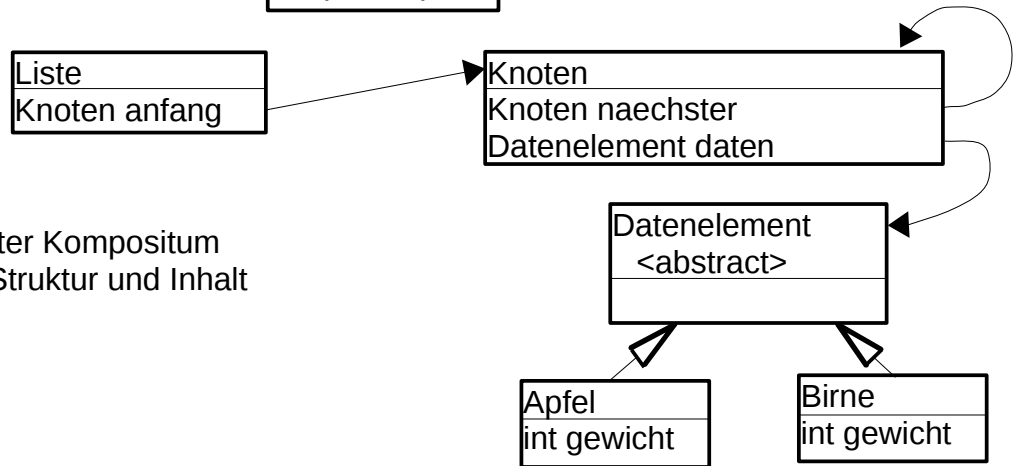 Liste
Knoten anfang
Knoten
Knoten naechster
Datenelement daten
Kompositum
Struktur und Inhalt
Datenelement
<abstract>
Apfel
int gewicht
Birne
int gewicht